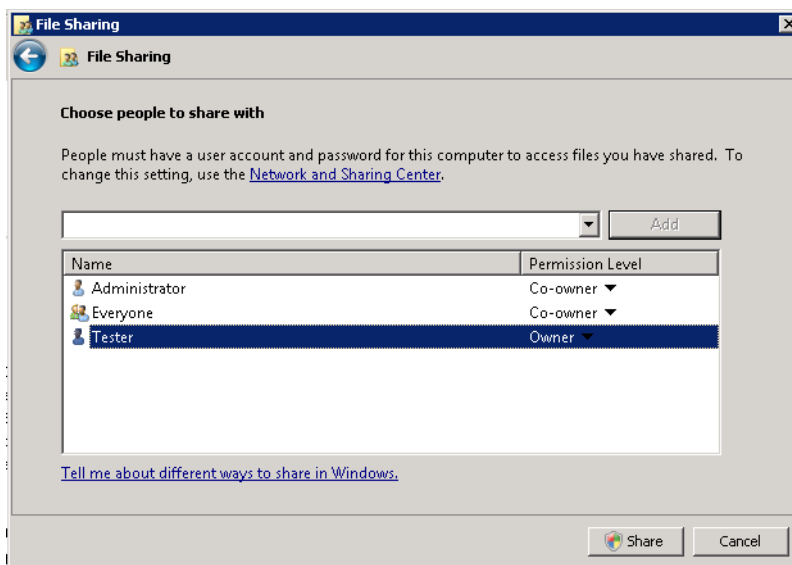 File Sharing
File Sharing
Choose people to share with
People must have a user account and password for this computer to access files you have shared. To
change this setting, use the Network and Sharing Center.
Add
Name Permission Level
Administrator Co-owner
Everyone Co-owner
Tester Owner
Tell me about different ways to share in Windows.
Share Cancel